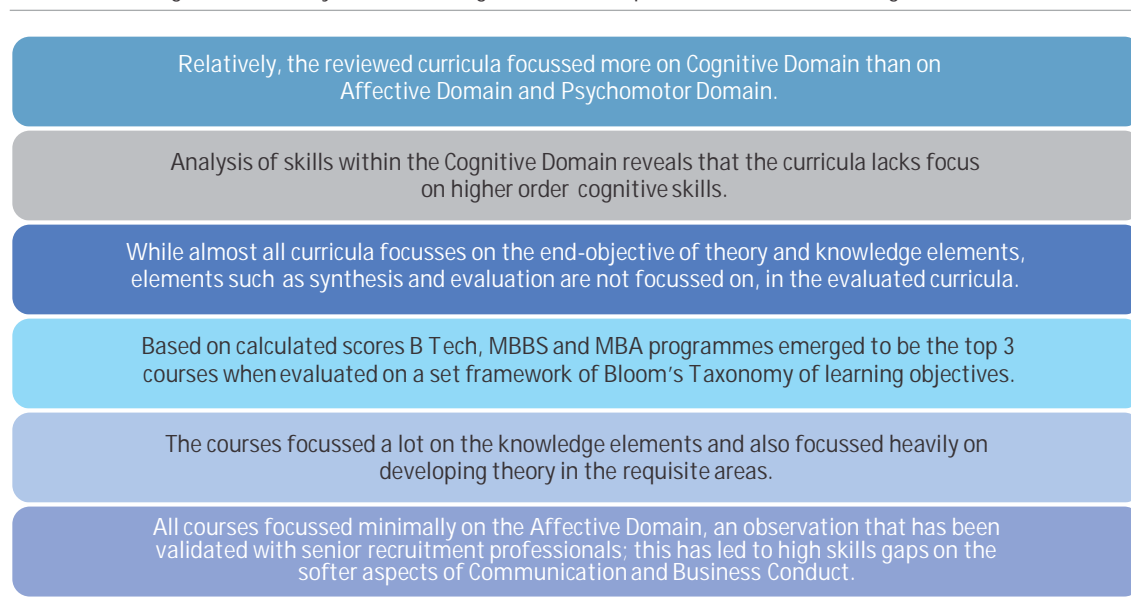 Relatively, the reviewed curricula focussed more on Cognitive Domain than on
Affective Domain and Psychomotor Domain.
Analysis of skills within the Cognitive Domain reveals that the curricula lacks focus
on higher order cognitive skills.
While almost all curricula focusses on the end-objective of theory and knowledge elements,
elements such as synthesis and evaluation are not focussed on, in the evaluated curricula.
Based on calculated scores B Tech, MBBS and MBA programmes emerged to be the top 3
courses when evaluated on a set framework of Bloom's Taxonomy of learning objectives.
The courses focussed a lot on the knowledge elements and also focussed heavily on
developing theory in the requisite areas.
All courses focussed minimally on the Affective Domain, an observation that has been
validated with senior recruitment professionals; this has led to high skills gaps on the
softer aspects of Communication and Business Conduct.